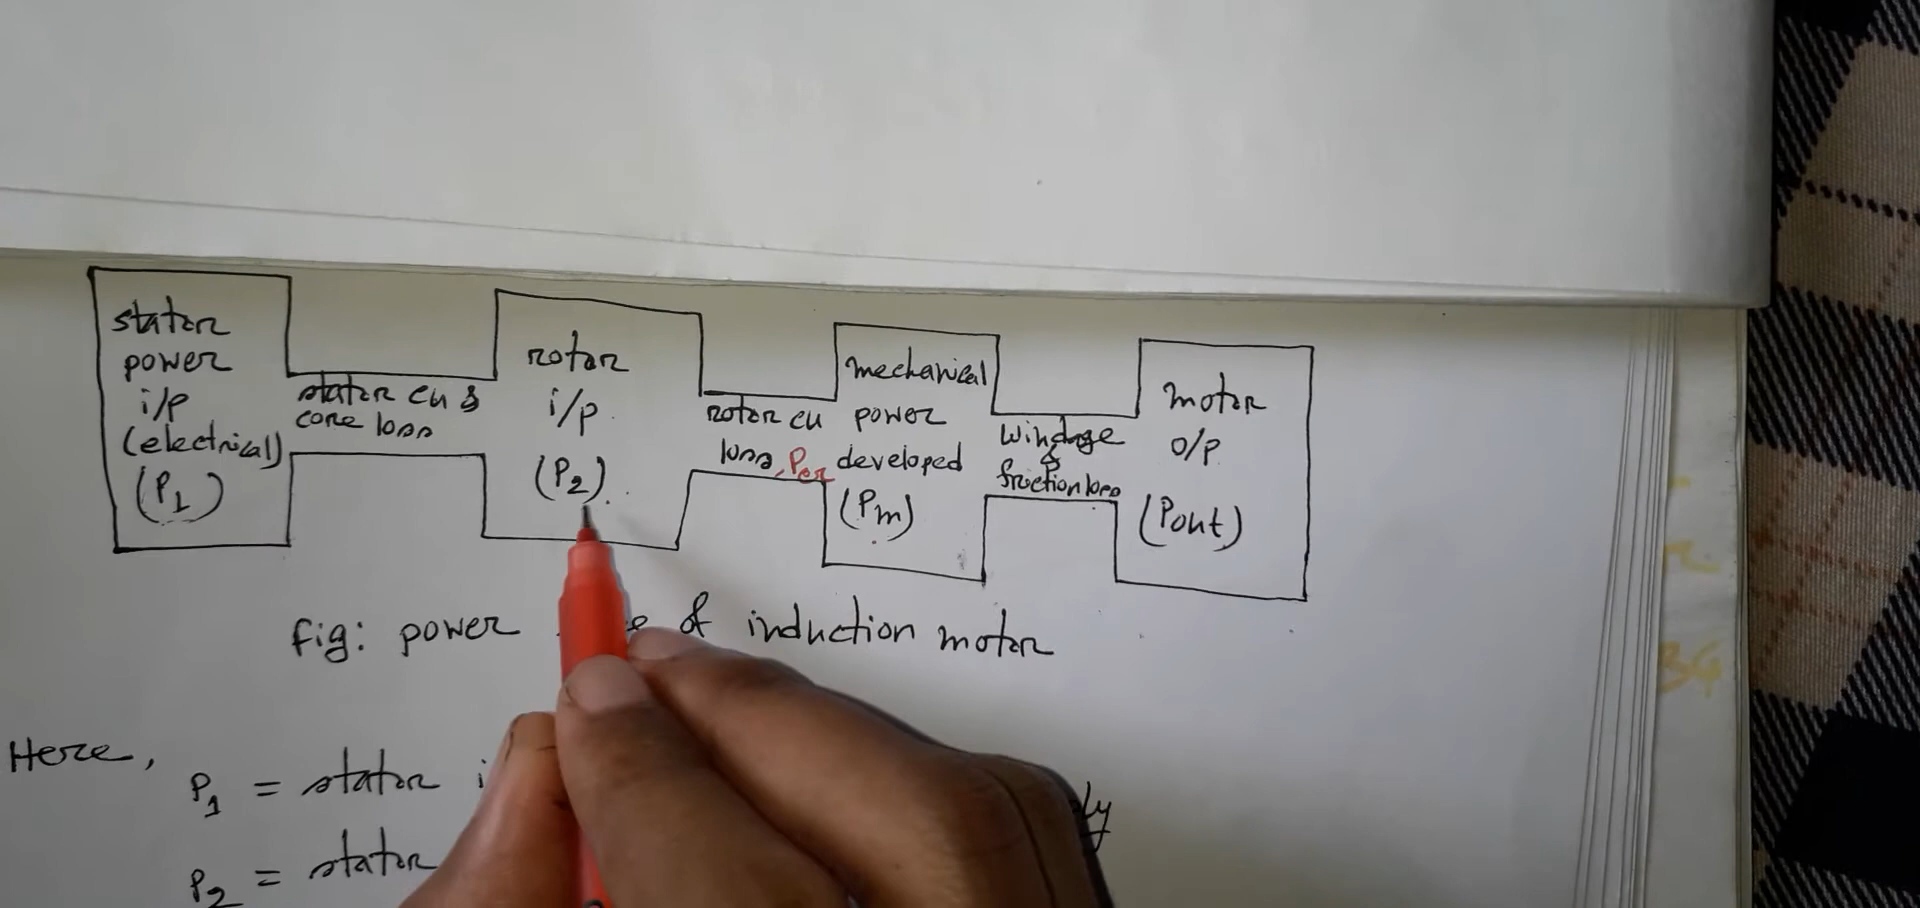 stator
power
i/p
(electrical)
(P1)
stator cu &
core loss
rotor
i/p
(P2)
rotor cu
loss, Pcr
mechanical
power
developed
(Pm)
windage
&
friction loss
motor
o/p
(Pout)
fig: power of induction motor
Here,
P1 = stator
P2 = stator